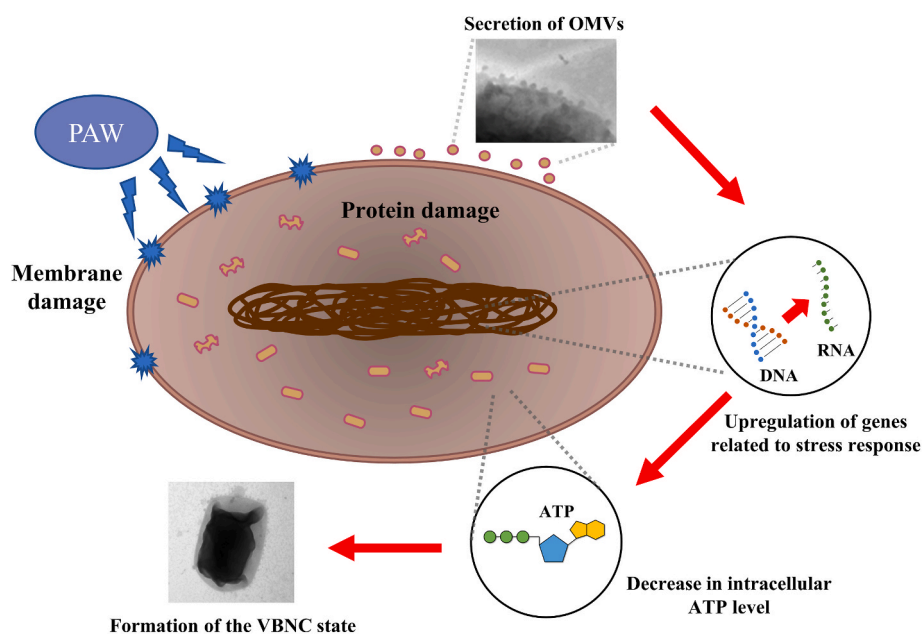 Secretion of OMVs
PAW
Protein damage
Membrane
damage
RNA
DNA
Upregulation of genes
related to stress response
ATP
Decrease in intracellular
ATP level
Formation of the VBNC state